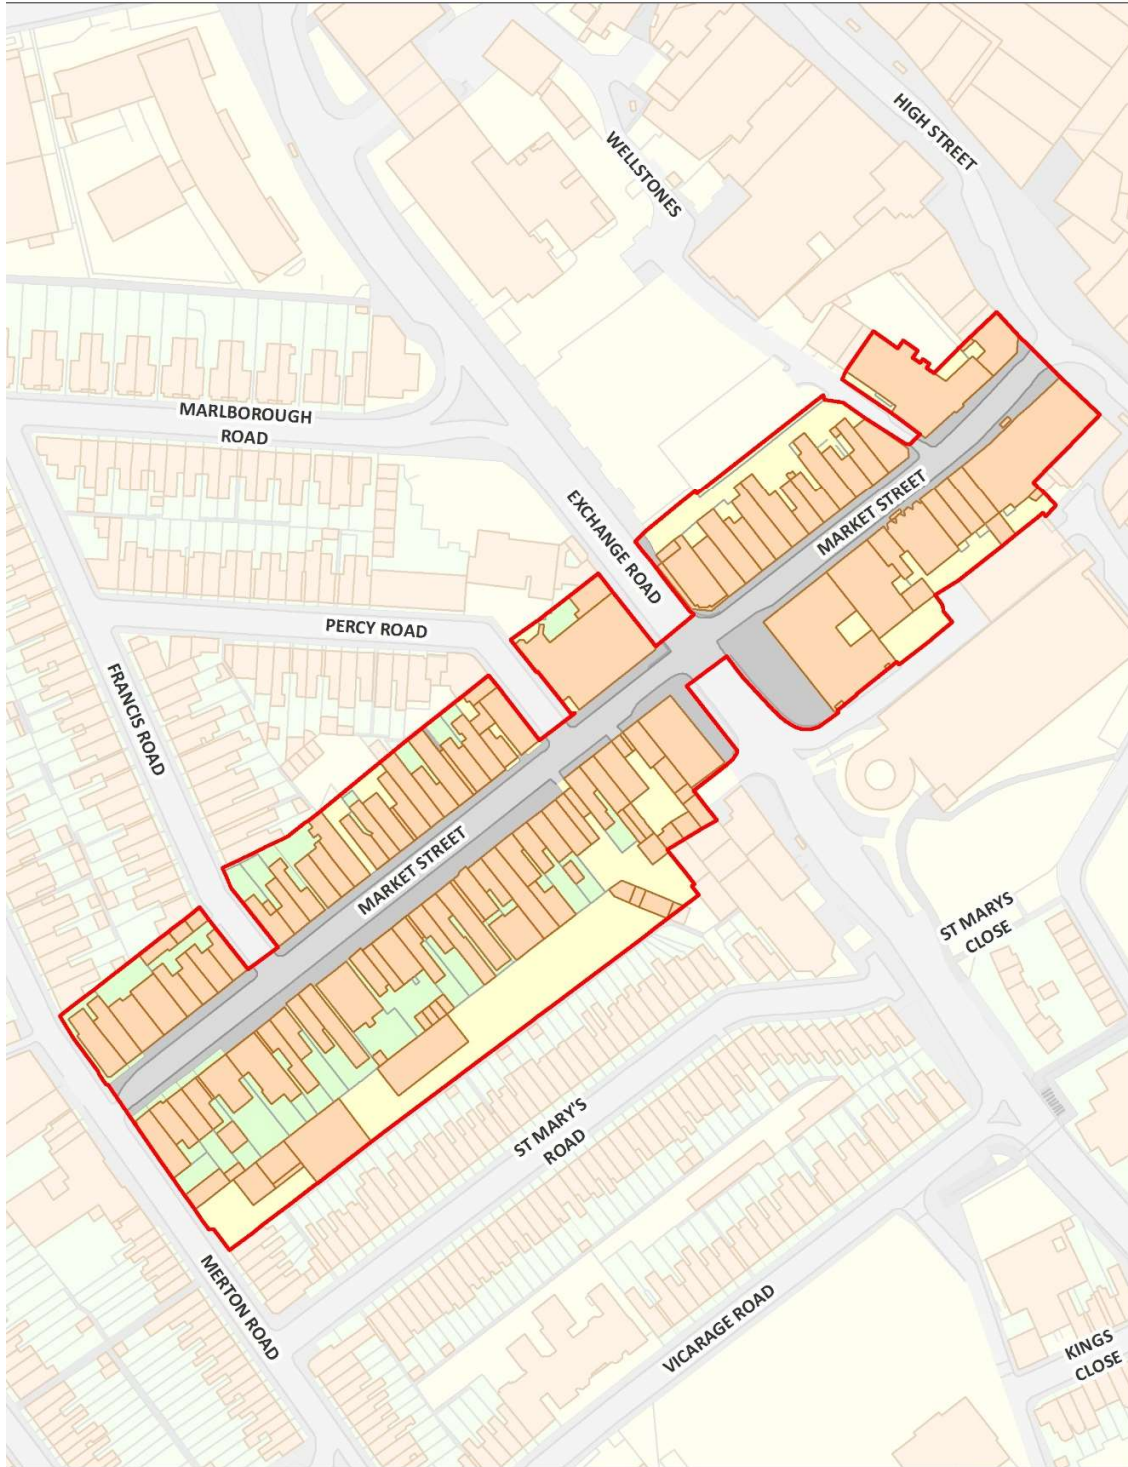 HIGH STREET
WELLSTONES
MARLBOROUGH
ROAD
MARKET STREET
EXCHANGE ROAD
PERCY ROAD
FRANCIS ROAD
MARKET STREET
ST MARYS
CLOSE
ST MARY'S
ROAD
MERTON ROAD
VICARAGE ROAD
KINGS
CLOSE